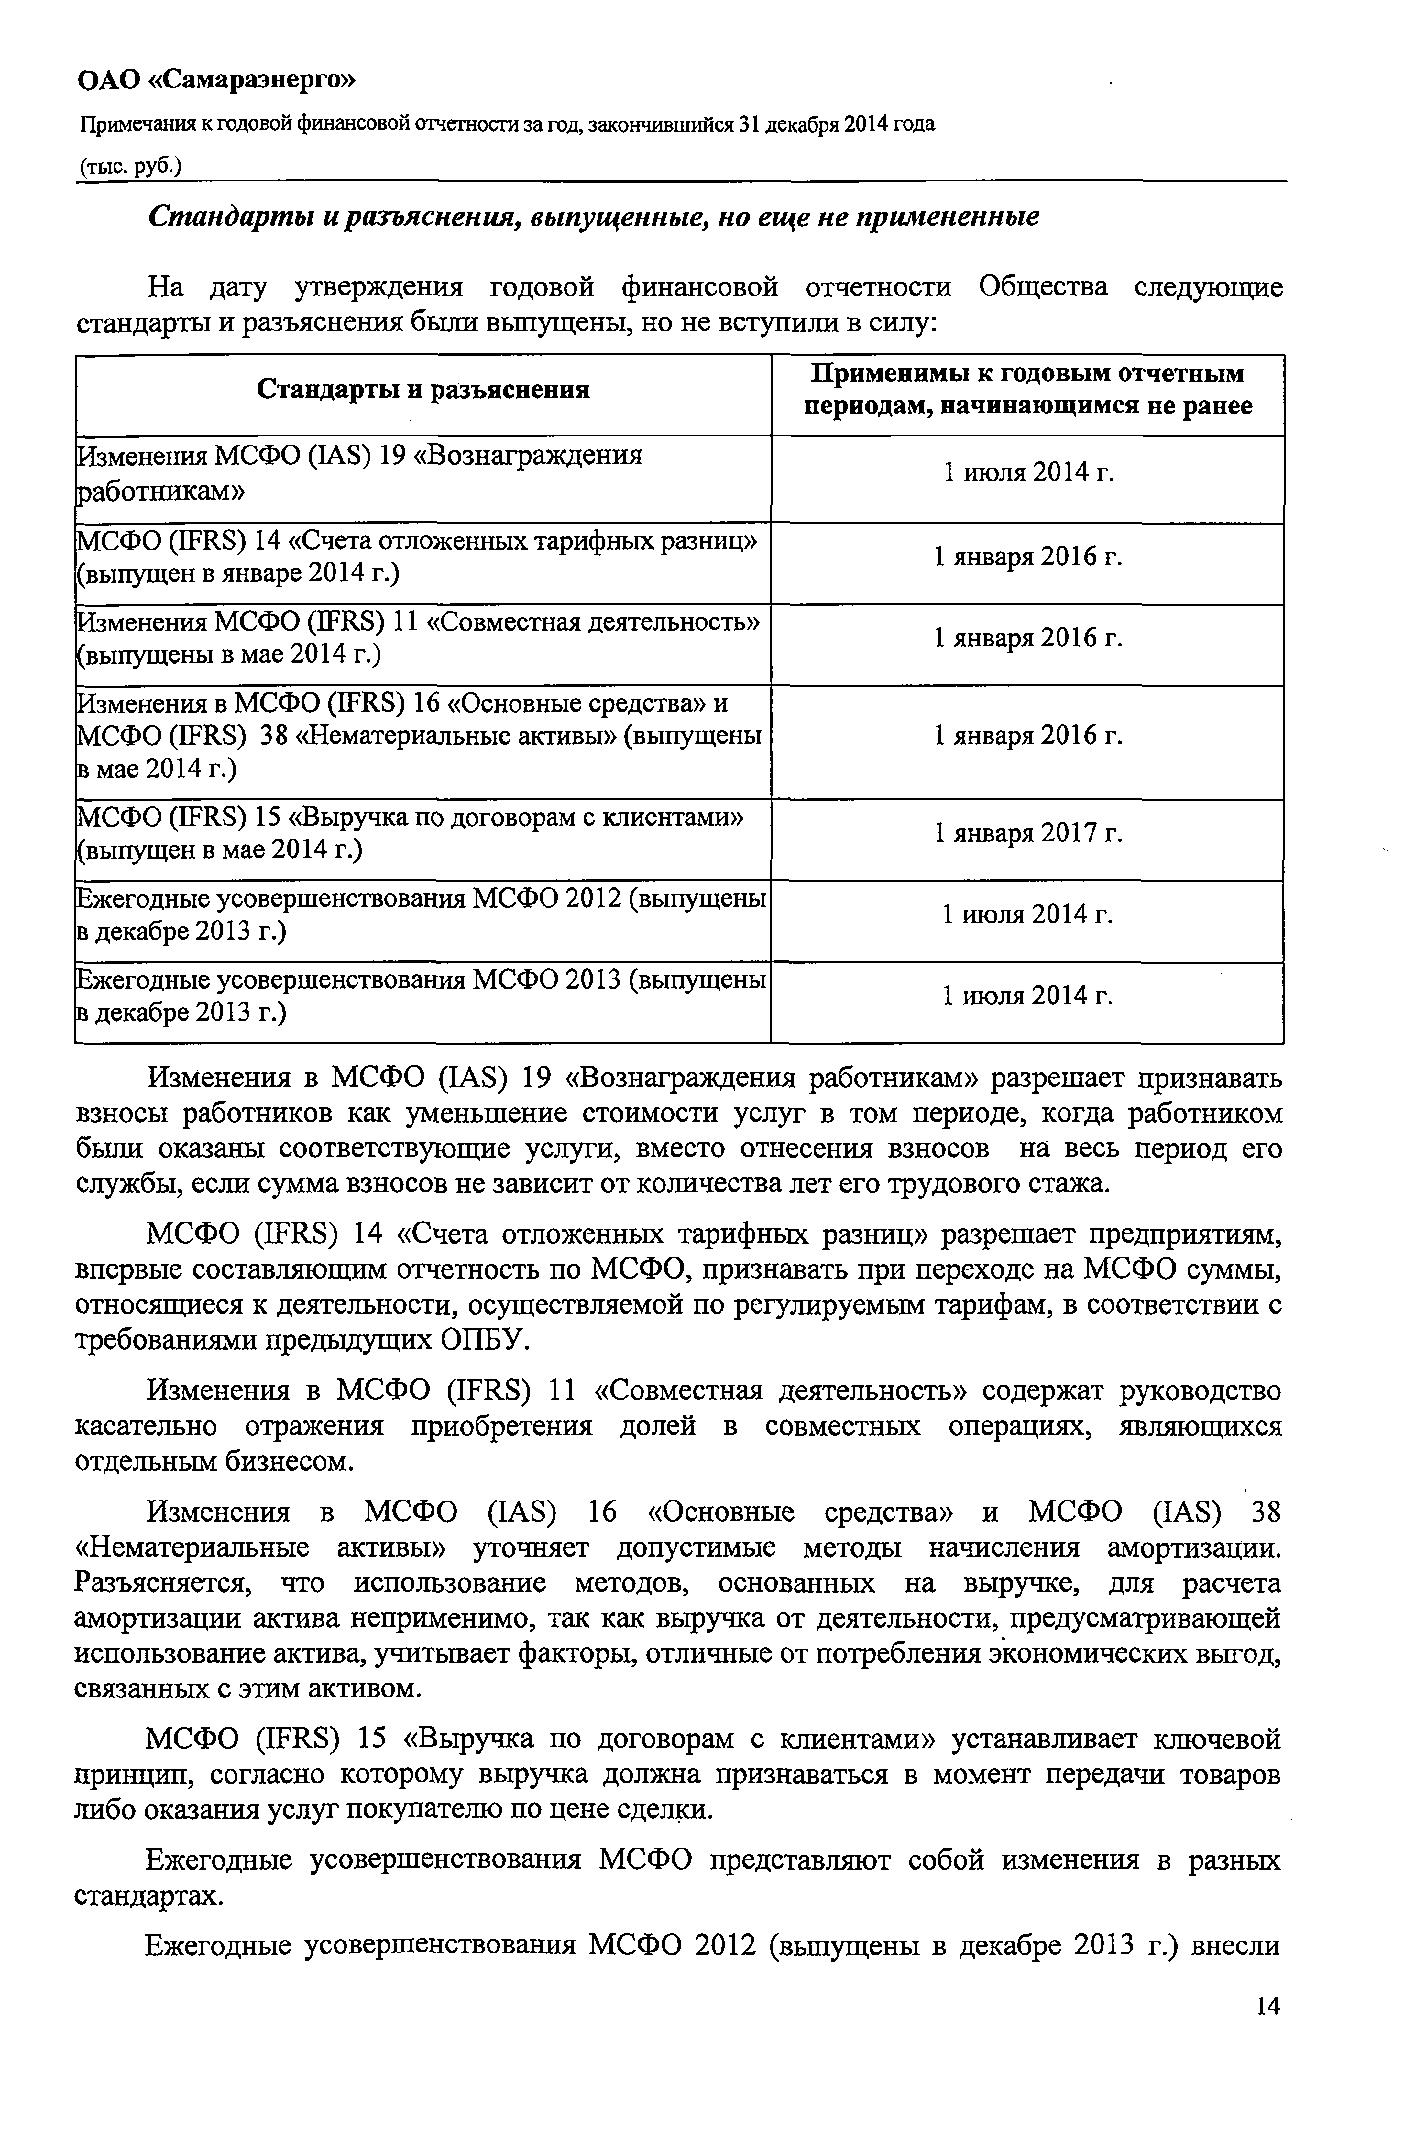 ОАО «Самараэнерго»
Примечания к годовой финансовой отчетности за год, закончившийся 31 декабря 2014 года
(тыс. руб.)
Стандарты и разъяснения, выпущенные, но еще не примененные
На дату утверждения годовой финансовой отчетности Общества следующие
стандарты и разъяснения были выпущены, но не вступили в силу:
Стандарты и разъяснения
Применимы к годовым отчетным
периодам, начинающимся не ранее
Изменения МСФО (IAS) 19 «Вознаграждения
работникам»
1 июля 2014 г.
МСФО (IFRS) 14 «Счета отложенных тарифных разниц»
(выпущен в январе 2014 г.)
1 января 2016 г.
Изменения МСФО (IFRS) 11 «Совместная деятельность»
(выпущены в мае 2014 г.)
1 января 2016 г.
Изменения в МСФО (IFRS) 16 «Основные средства» и
МСФО (IFRS) 38 «Нематериальные активы» (выпущены
в мае 2014 г.)
1 января 2016 г.
МСФО (IFRS) 15 «Выручка по договорам с клиентами»
(выпущен в мае 2014 г.)
1 января 2017 г.
Ежегодные усовершенствования МСФО 2012 (выпущены
в декабре 2013 г.)
1 июля 2014 г.
Ежегодные усовершенствования МСФО 2013 (выпущены
в декабре 2013 г.)
1 июля 2014 г.
Изменения в МСФО (IAS) 19 «Вознаграждения работникам» разрешает признавать
взносы работников как уменьшение стоимости услуг в том периоде, когда работником
были оказаны соответствующие услуги, вместо отнесения взносов на весь период его
службы, если сумма взносов не зависит от количества лет его трудового стажа.
МСФО (IFRS) 14 «Счета отложенных тарифных разниц» разрешает предприятиям,
впервые составляющим отчетность по МСФО, признавать при переходе на МСФО суммы,
относящиеся к деятельности, осуществляемой по регулируемым тарифам, в соответствии с
требованиями предыдущих ОПБУ.
Изменения в МСФО (IFRS) 11 «Совместная деятельность» содержат руководство
касательно отражения приобретения долей в совместных операциях, являющихся
отдельным бизнесом.
Изменения в МСФО (IAS) 16 «Основные средства» и МСФО (IAS) 38
«Нематериальные активы» уточняет допустимые методы начисления амортизации.
Разъясняется, что использование методов, основанных на выручке, для расчета
амортизации актива неприменимо, так как выручка от деятельности, предусматривающей
использование актива, учитывает факторы, отличные от потребления экономических выгод,
связанных с этим активом.
МСФО (IFRS) 15 «Выручка по договорам с клиентами» устанавливает ключевой
принцип, согласно которому выручка должна признаваться в момент передачи товаров
либо оказания услуг покупателю по цене сделки.
Ежегодные усовершенствования МСФО представляют собой изменения в разных
стандартах.
Ежегодные усовершенствования МСФО 2012 (выпущены в декабре 2013 г.) внесли
14